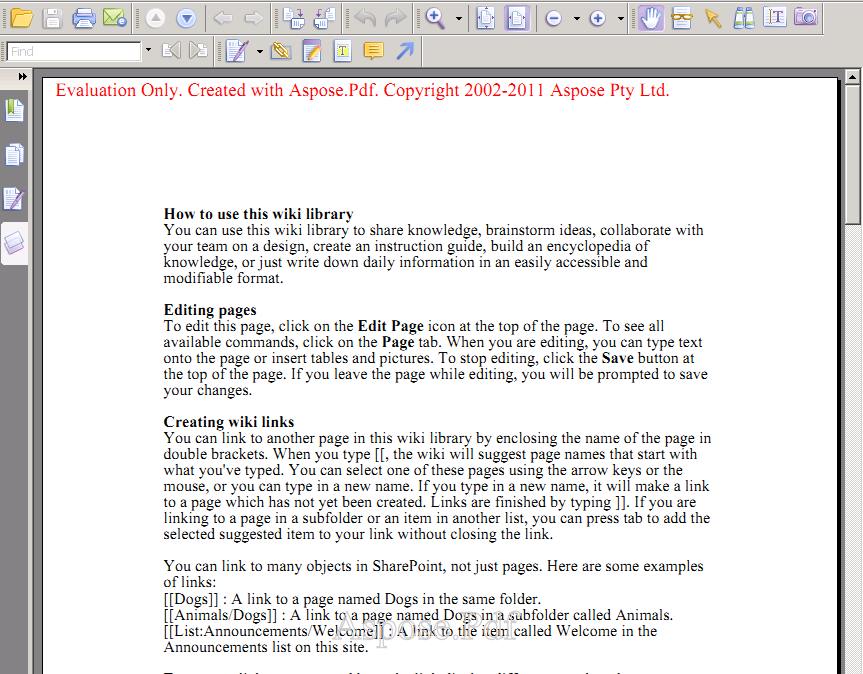 Find
Evaluation Only. Created with Aspose.Pdf. Copyright 2002-2011 Aspose Pty Ltd.
How to use this wiki library
You can use this wiki library to share knowledge, brainstorm ideas, collaborate with
your team on a design, create an instruction guide, build an encyclopedia of
knowledge, or just write down daily information in an easily accessible and
modifiable format.
Editing pages
To edit this page, click on the Edit Page icon at the top of the page. To see all
available commands, click on the Page tab. When you are editing, you can type text
onto the page or insert tables and pictures. To stop editing, click the Save button at
the top of the page. If you leave the page while editing, you will be prompted to save
your changes.
Creating wiki links
You can link to another page in this wiki library by enclosing the name of the page in
double brackets. When you type [[, the wiki will suggest page names that start with
what you've typed. You can select one of these pages using the arrow keys or the
mouse, or you can type in a new name. If you type in a new name, it will make a link
to a page which has not yet been created. Links are finished by typing ]]. If you are
linking to a page in a subfolder or an item in another list, you can press tab to add the
selected suggested item to your link without closing the link.
You can link to many objects in SharePoint, not just pages. Here are some examples
of links:
[[Dogs]] : A link to a page named Dogs in the same folder.
[[Animals/Dogs]] : A link to a page named Dogs in a subfolder called Animals.
[[List:Announcements/Welcome]] : A link to the item called Welcome in the
Aspose.Pdf
Announcements list on this site.